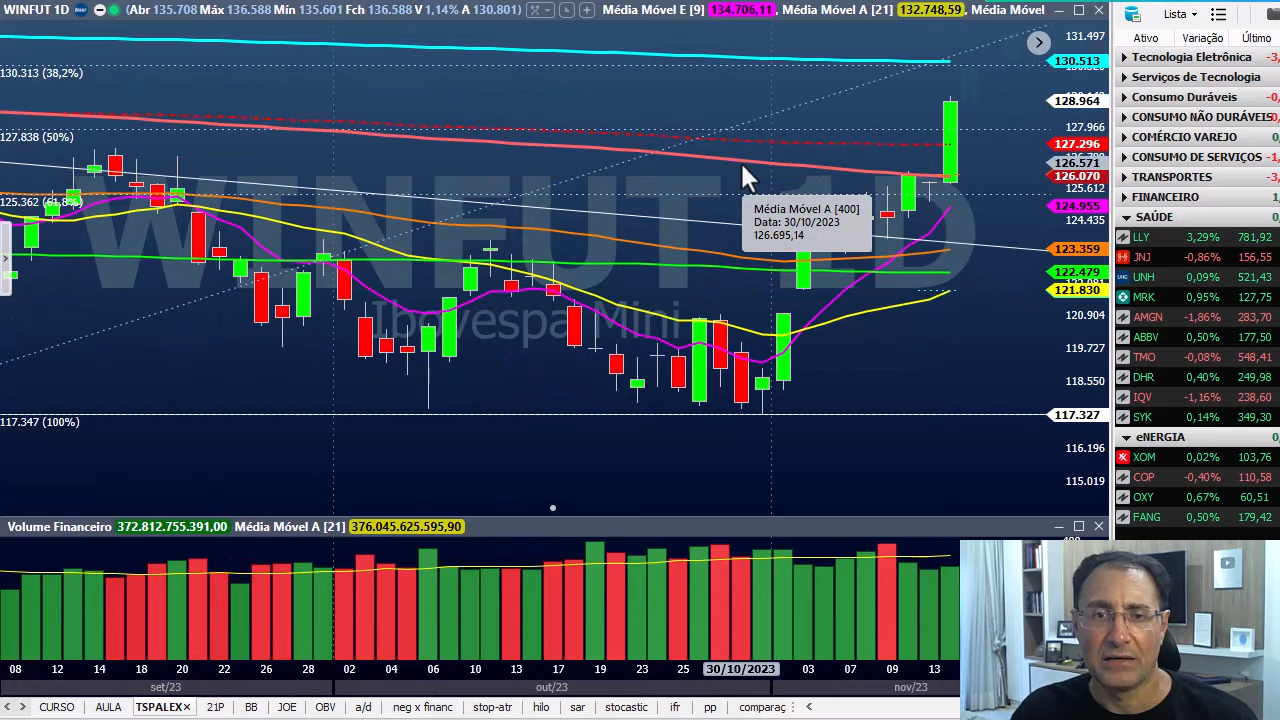 WINFUT 1D
(Abr 135.708 Máx 136.588 Mín 135.601 Fch 136.588 V 1,14% A 130.801)
Média Móvel E [9] 134.706,11 Média Móvel A [21] 132.748,59 Média Móvel
Lista
Ativo Variação Último
131.497
130.513
130.313 (38,2%)
128.964
127.966
127.838 (50%)
127.296
126.571
126.070
125.612
125.362 (61,8%)
124.955
124.435
123.359
122.479
121.830
120.904
119.727
118.550
117.347 (100%)
117.327
116.196
115.019
WINFUT 1D
Ibovespa Mini
Média Móvel A [400]
Data: 30/10/2023
126.695,14
Tecnologia Eletrônica -3,
Serviços de Tecnologia
Consumo Duráveis -0,
CONSUMO NÃO DURÁVEIS 0,
COMÉRCIO VAREJO
CONSUMO DE SERVIÇOS -1,
TRANSPORTES -3,
FINANCEIRO 1,
SAÚDE 0,
LLY 3,29% 781,92
JNJ -0,86% 156,55
UNH 0,09% 521,43
MRK 0,95% 127,75
AMGN -1,86% 283,70
ABBV 0,50% 177,50
TMO -0,08% 548,41
DHR 0,40% 249,98
IQV -1,16% 238,60
SYK 0,14% 349,30
eNERGIA 0,
XOM 0,02% 103,76
COP -0,40% 110,58
OXY 0,67% 60,51
FANG 0,50% 179,42
Volume Financeiro 372.812.755.391,00 Média Móvel A [21] 376.045.625.595,90
08 12 14 18 20 22 26 28 02 04 06 10 13 17 19 23 25 30/10/2023 03 07 09 13
set/23 out/23 nov/23
CURSO AULA TSPALEX 21P BB JOE OBV a/d neg x financ stop-atr hilo sar stocastic ifr pp comparaç